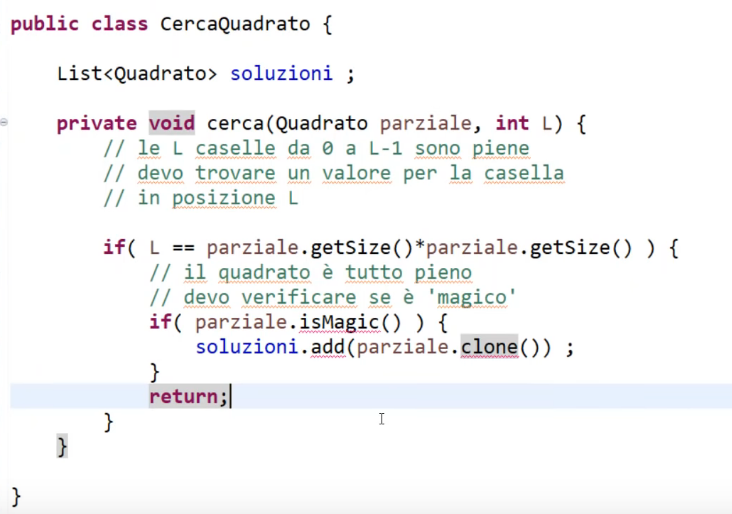 public class CercaQuadrato {
List<Quadrato> soluzioni ;
private void cerca(Quadrato parziale, int L) {
// le L caselle da 0 a L-1 sono piene
// devo trovare un valore per la casella
// in posizione L
if( L == parziale.getSize()*parziale.getSize() ) {
// il quadrato è tutto pieno
// devo verificare se è 'magico'
if( parziale.isMagic() ) {
soluzioni.add(parziale.clone()) ;
}
return;
}
}
}